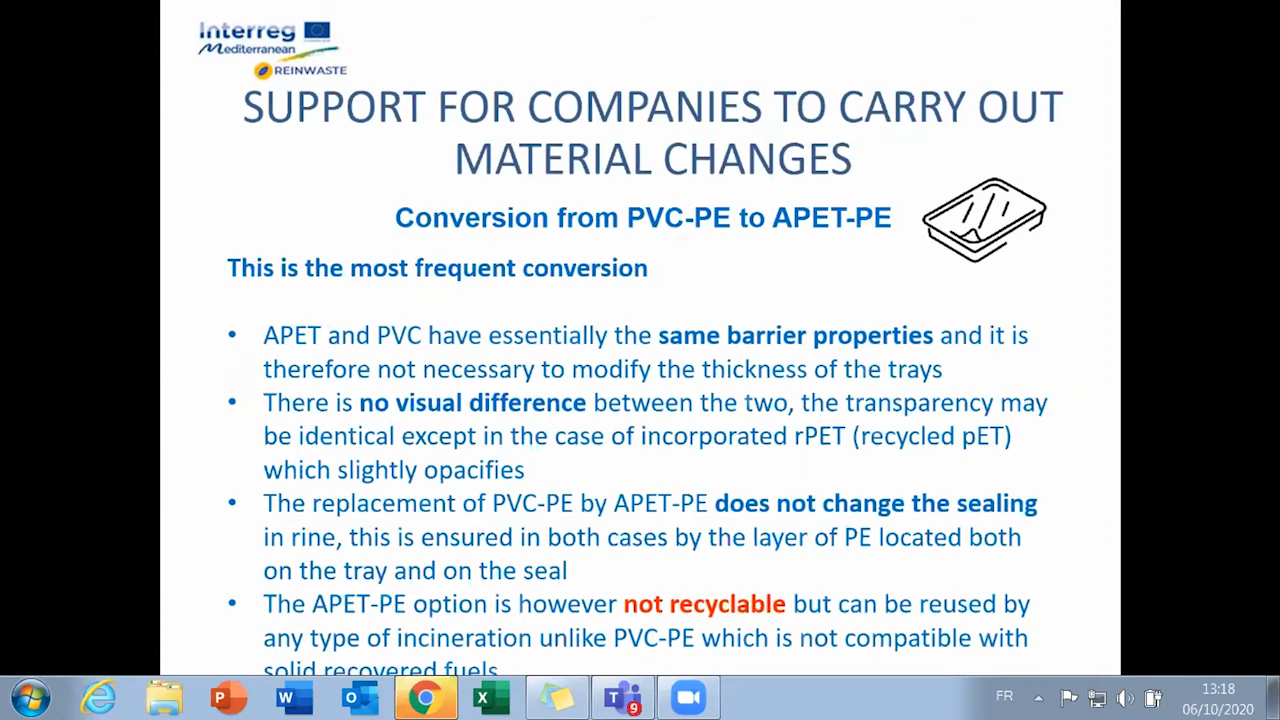 Interreg
Mediterranean
REINWASTE
SUPPORT FOR COMPANIES TO CARRY OUT
MATERIAL CHANGES
Conversion from PVC-PE to APET-PE
This is the most frequent conversion
• APET and PVC have essentially the same barrier properties and it is
therefore not necessary to modify the thickness of the trays
• There is no visual difference between the two, the transparency may
be identical except in the case of incorporated rPET (recycled pET)
which slightly opacifies
• The replacement of PVC-PE by APET-PE does not change the sealing
in rine, this is ensured in both cases by the layer of PE located both
on the tray and on the seal
• The APET-PE option is however not recyclable but can be reused by
any type of incineration unlike PVC-PE which is not compatible with
solid recovered fuels
FR
13:18
06/10/2020
9